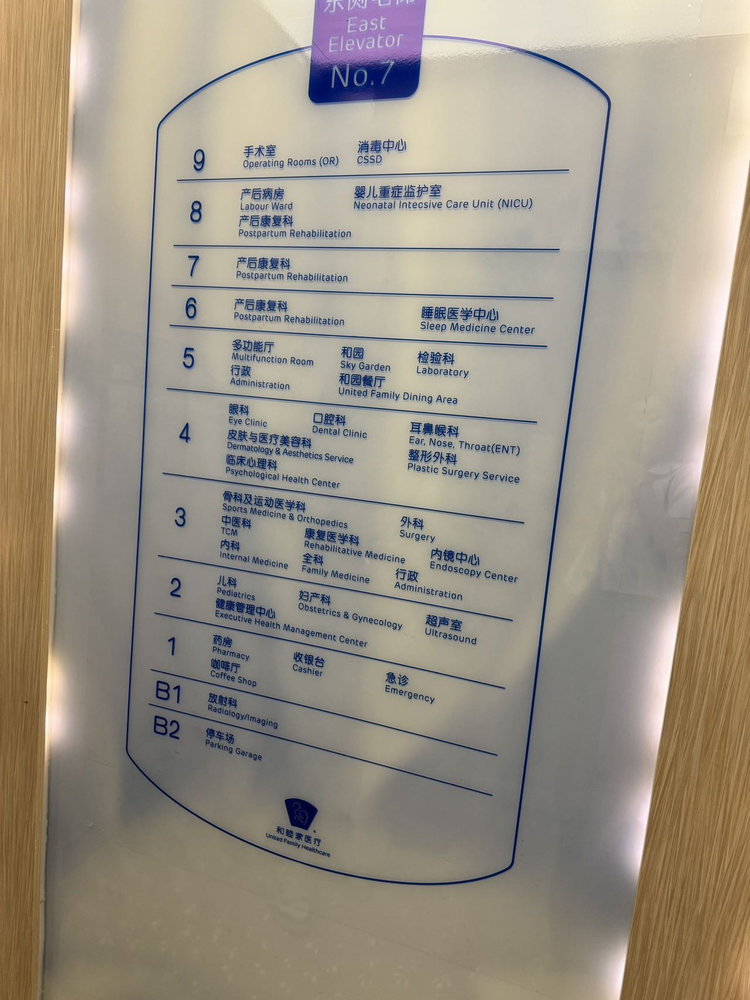 East
Elevator
No.7
9
手术室 消毒中心
Operating Rooms (OR) CSSD
8
产后病房 婴儿重症监护室
Labour Ward Neonatal Intecsive Care Unit (NICU)
产后康复科
Postpartum Rehabilitation
7
产后康复科
Postpartum Rehabilitation
6
产后康复科 睡眠医学中心
Postpartum Rehabilitation Sleep Medicine Center
5
多功能厅 和园 检验科
Multifunction Room Sky Garden Laboratory
行政 和园餐厅
Administration United Family Dining Area
4
眼科 口腔科 耳鼻喉科
Eye Clinic Dental Clinic Ear, Nose, Throat(ENT)
皮肤与医疗美容科 整形外科
Dermatology & Aesthetics Service Plastic Surgery Service
临床心理科
Psychological Health Center
3
骨科及运动医学科 外科
Sports Medicine & Orthopedics Surgery
中医科 康复医学科 内镜中心
TCM Rehabilitative Medicine Endoscopy Center
内科 全科 行政
Internal Medicine Family Medicine Administration
2
儿科 妇产科 超声室
Pediatrics Obstetrics & Gynecology Ultrasound
健康管理中心
Executive Health Management Center
1
药房 收银台 急诊
Pharmacy Cashier Emergency
咖啡厅
Coffee Shop
B1
放射科
Radiology/Imaging
B2
停车场
Parking Garage
和睦家医疗
United Family Healthcare